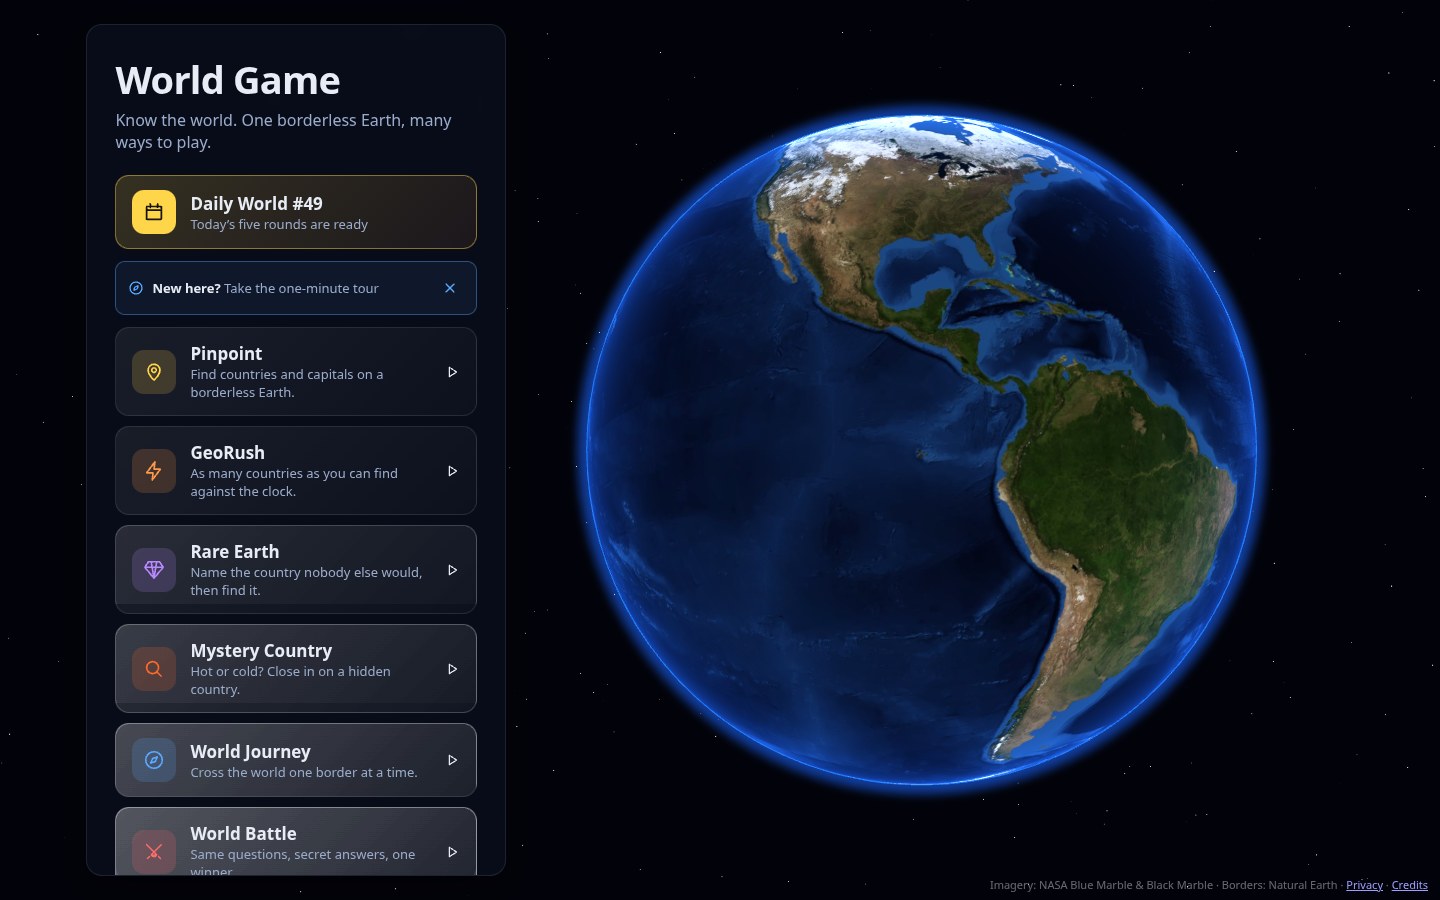 World Game
Know the world. One borderless Earth, many
ways to play.
Daily World #49
Today's five rounds are ready
New here? Take the one-minute tour
Pinpoint
Find countries and capitals on a
borderless Earth.
GeoRush
As many countries as you can find
against the clock.
Rare Earth
Name the country nobody else would,
then find it.
Mystery Country
Hot or cold? Close in on a hidden
country.
World Journey
Cross the world one border at a time.
World Battle
Same questions, secret answers, one
winner.
Imagery: NASA Blue Marble & Black Marble · Borders: Natural Earth · Privacy · Credits